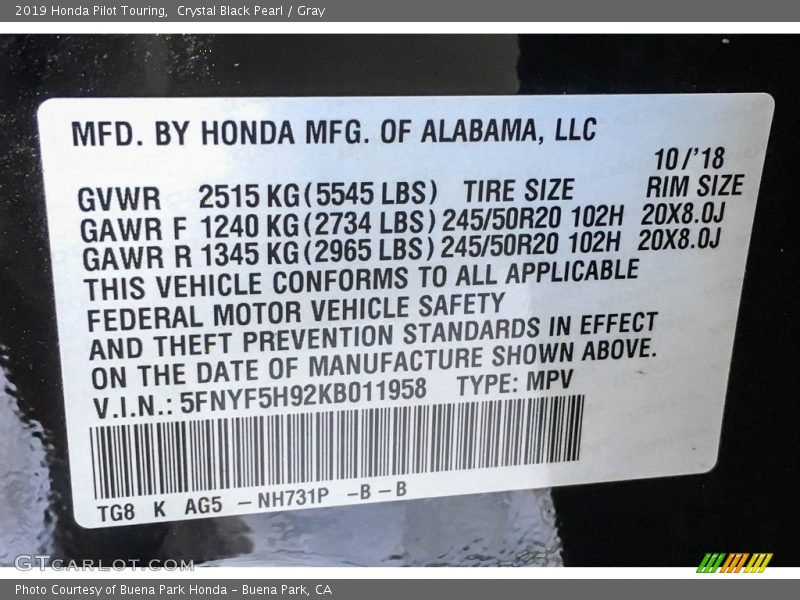 2019 Honda Pilot Touring,  Crystal Black Pearl / Gray
MFD. BY HONDA MFG. OF ALABAMA, LLC
10/'18
GVWR 2515 KG (5545 LBS) TIRE SIZE RIM SIZE
GAWR F 1240 KG (2734 LBS) 245/50R20 102H 20X8.0J
GAWR R 1345 KG (2965 LBS) 245/50R20 102H 20X8.0J
THIS VEHICLE CONFORMS TO ALL APPLICABLE
FEDERAL MOTOR VEHICLE SAFETY
AND THEFT PREVENTION STANDARDS IN EFFECT
ON THE DATE OF MANUFACTURE SHOWN ABOVE.
V.I.N.: 5FNYF5H92KB011958 TYPE: MPV
TG8 K AG5 – NH731P – B – B
GTCARLOT.COM
Photo Courtesy of Buena Park Honda – Buena Park, CA